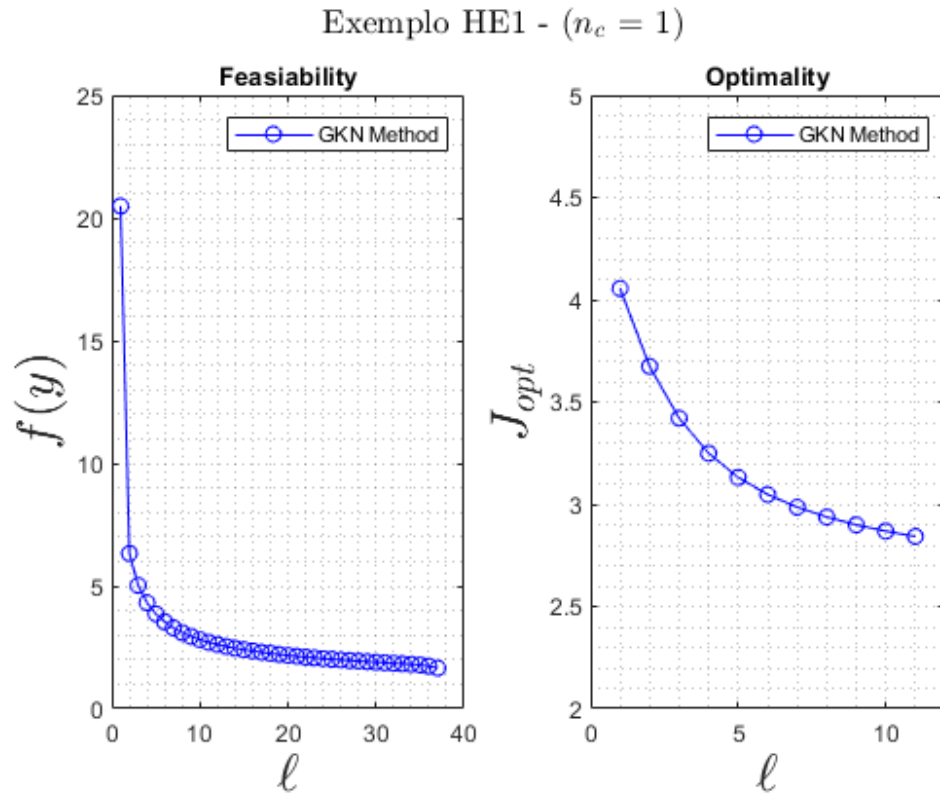 Exemplo HE1 - (n_c = 1)
Feasiability
25
20
15
10
5
0
f(y)
GKN Method
0 10 20 30 40
ℓ
Optimality
5
4.5
4
3.5
3
2.5
2
J_opt
GKN Method
0 5 10
ℓ